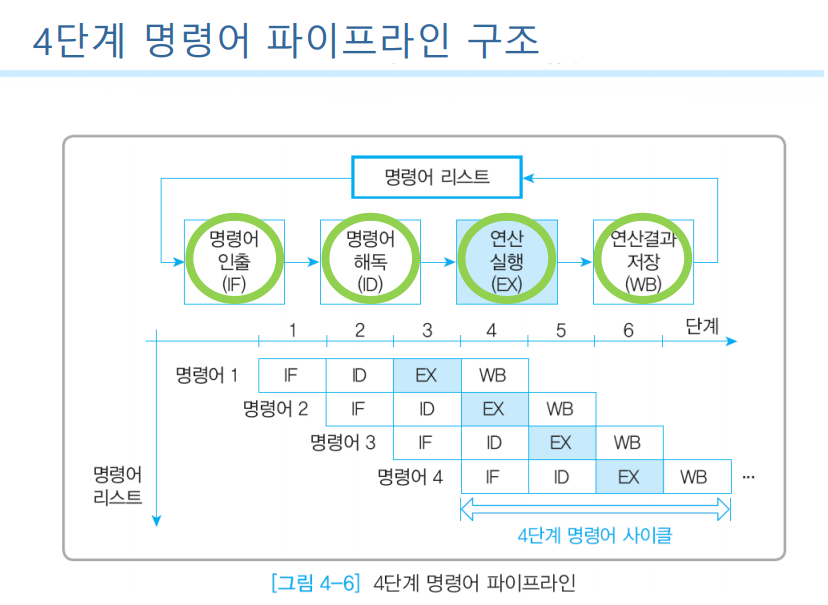 4단계 명령어 파이프라인 구조
명령어 리스트
명령어
인출
(IF)
명령어
해독
(ID)
연산
실행
(EX)
연산결과
저장
(WB)
1 2 3 4 5 6 단계
명령어 1 IF ID EX WB
명령어 2 IF ID EX WB
명령어 3 IF ID EX WB
명령어 4 IF ID EX WB ...
명령어
리스트
4단계 명령어 사이클
[그림 4-6] 4단계 명령어 파이프라인